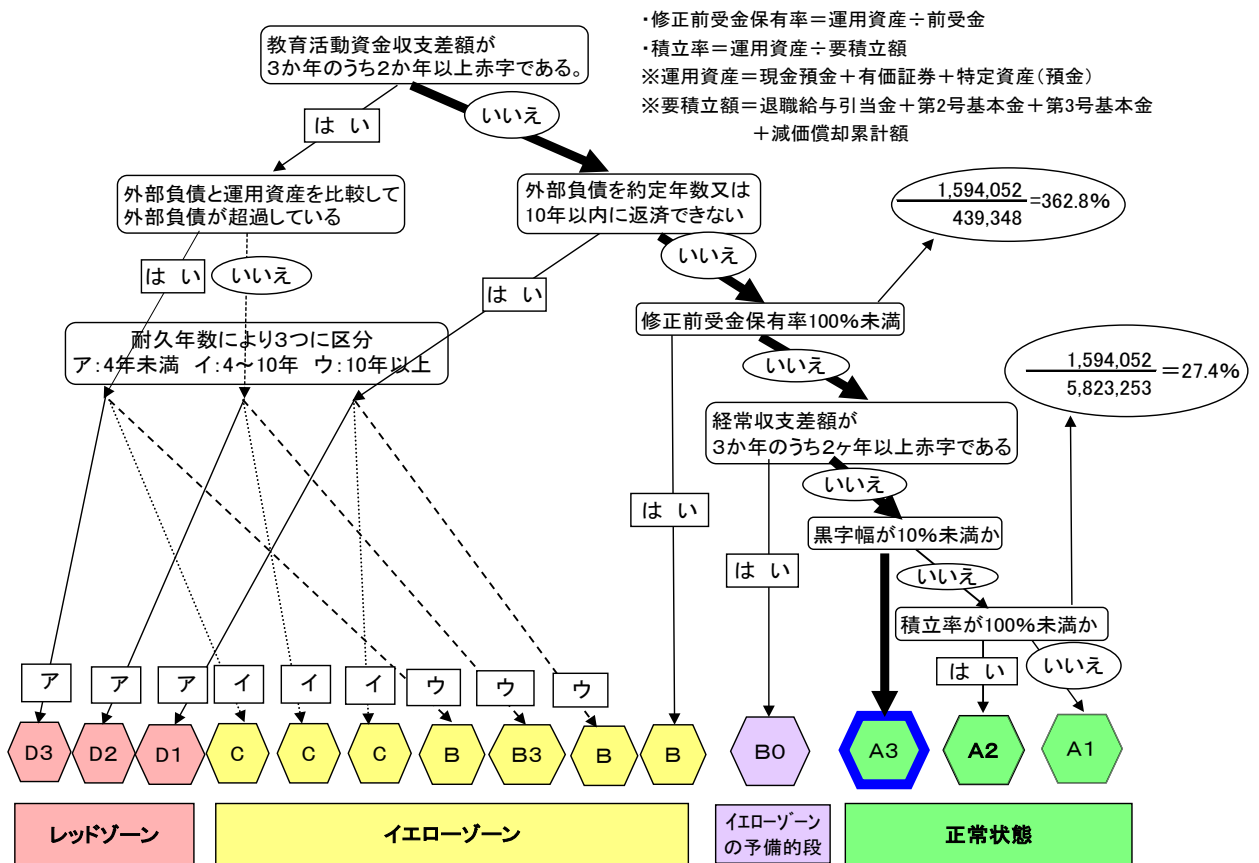 ・修正前受金保有率＝運用資産÷前受金
・積立率＝運用資産÷要積立額
※運用資産＝現金預金＋有価証券＋特定資産（預金）
※要積立額＝退職給与引当金＋第2号基本金＋第3号基本金
＋減価償却累計額
教育活動資金収支差額が
３か年のうち２か年以上赤字である。
は い
いいえ
外部負債と運用資産を比較して
外部負債が超過している
外部負債を約定年数又は
10年以内に返済できない
1,594,052
439,348
=362.8%
は い
いいえ
は い
いいえ
修正前受金保有率100％未満
耐久年数により３つに区分
ア：4年未満 イ：4～10年 ウ：10年以上
いいえ
1,594,052
5,823,253
＝27.4%
経常収支差額が
３か年のうち２ヶ年以上赤字である
いいえ
は い
黒字幅が10％未満か
は い
いいえ
積立率が100％未満か
は い
いいえ
ア
ア
ア
イ
イ
イ
ウ
ウ
ウ
D3
D2
D1
C
C
C
B
B3
B
B
B0
A3
A2
A1
レッドゾーン
イエローゾーン
イエローゾーン
の予備的段
正常状態